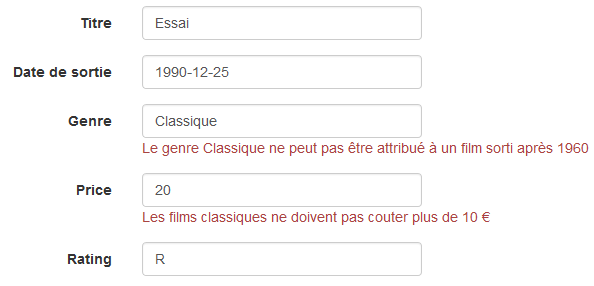 Titre Essai
Date de sortie 1990-12-25
Genre Classique
Le genre Classique ne peut pas être attribué à un film sorti après 1960
Price 20
Les films classiques ne doivent pas couter plus de 10 €
Rating R